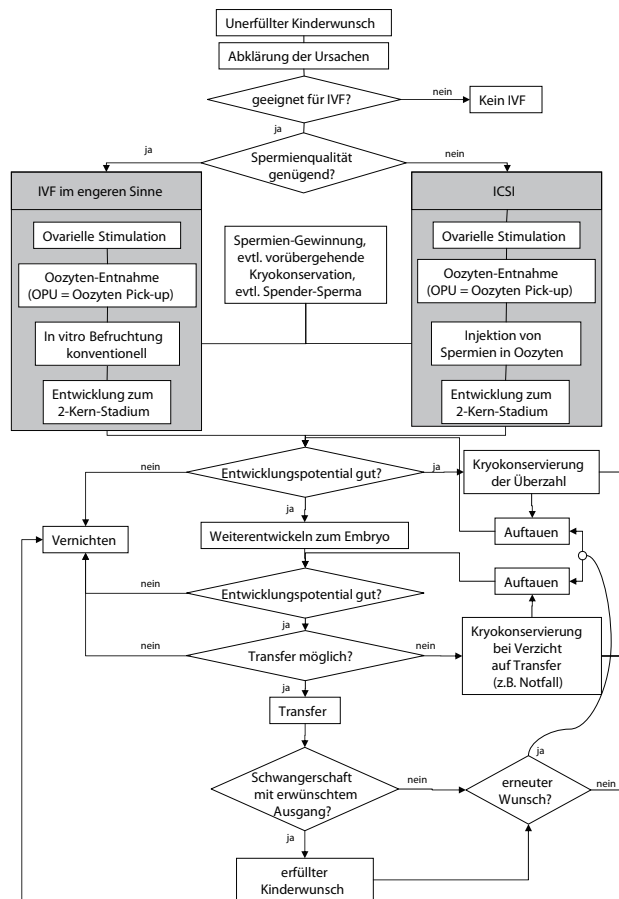 Unerfüllter Kinderwunsch
Abklärung der Ursachen
geeignet für IVF?
nein
Kein IVF
ja
ja
Spermienqualität
genügend?
nein
IVF im engeren Sinne
ICSI
Ovarielle Stimulation
Oozyten-Entnahme
(OPU = Oozyten Pick-up)
In vitro Befruchtung
konventionell
Entwicklung zum
2-Kern-Stadium
Spermien-Gewinnung,
evtl. vorübergehende
Kryokonservation,
evtl. Spender-Sperma
Ovarielle Stimulation
Oozyten-Entnahme
(OPU = Oozyten Pick-up)
Injektion von
Spermien in Oozyten
Entwicklung zum
2-Kern-Stadium
nein
Entwicklungspotential gut?
ja
Kryokonservierung
der Überzahl
Vernichten
Weiterentwickeln zum Embryo
Auftauen
nein
Entwicklungspotential gut?
Auftauen
ja
nein
Transfer möglich?
nein
Kryokonservierung
bei Verzicht
auf Transfer
(z.B. Notfall)
ja
Transfer
ja
Schwangerschaft
mit erwünschtem
Ausgang?
nein
erneuter
Wunsch?
nein
ja
erfüllter
Kinderwunsch